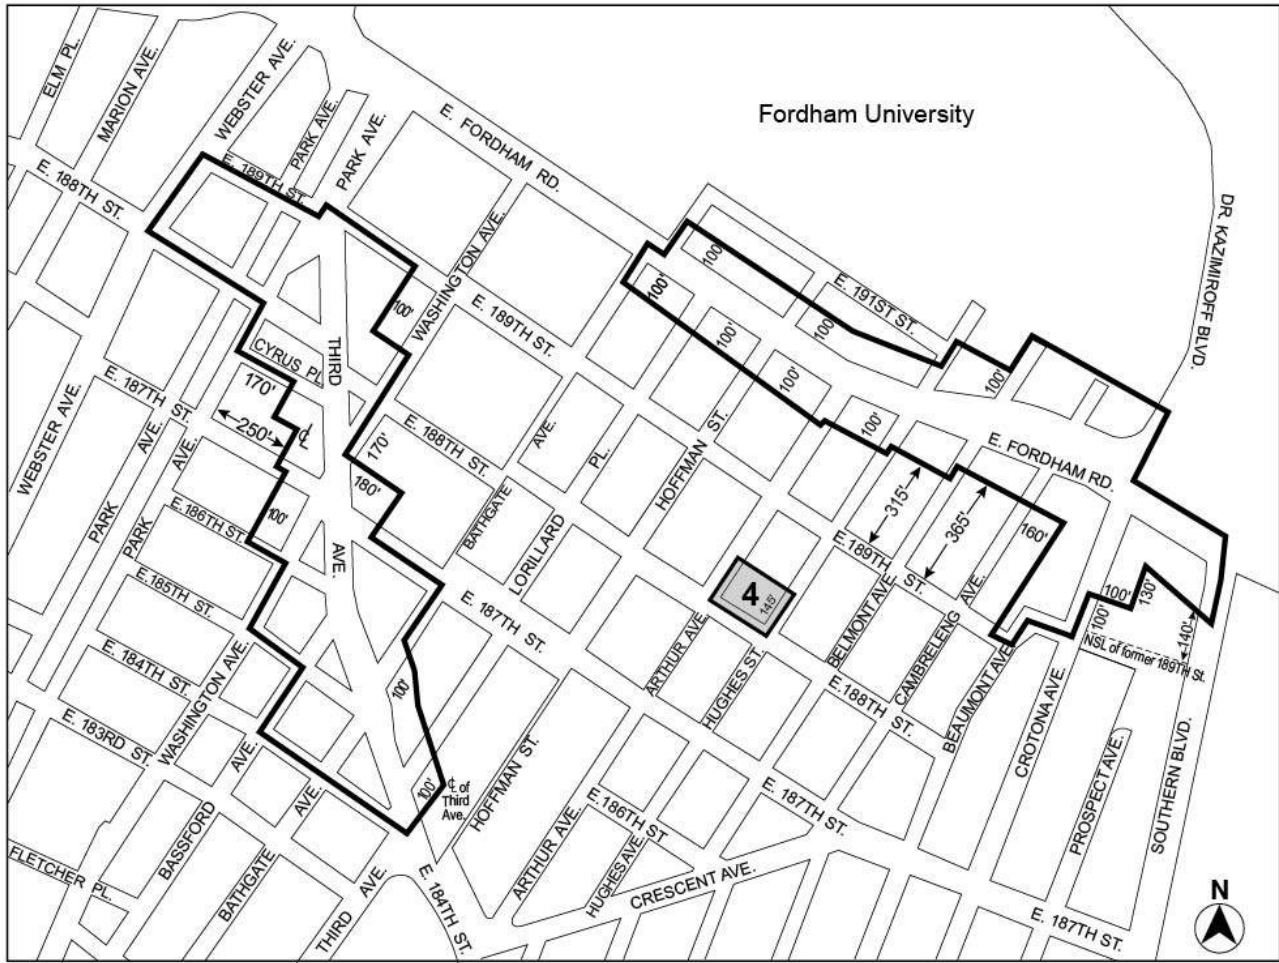 ELM PL.
MARION AVE.
WEBSTER AVE.
PARK AVE.
PARK AVE.
E. FORDHAM RD.
Fordham University
DR. KAZIMIROFF BLVD.
E. 188TH ST.
E. 189TH ST.
WASHINGTON AVE.
100'
E. 189TH ST.
100'
100'
E. 191ST ST.
100'
100'
100'
100'
100'
CYRUS PL.
THIRD
AVE.
170'
250'
℄
E. 187TH ST.
WEBSTER AVE.
PARK
AVE.
PARK
AVE.
170'
180'
E. 188TH ST.
AVE.
BATHGATE
PL.
LORILLARD
HOFFMAN ST.
100'
E. FORDHAM RD.
315'
365'
160'
E. 186TH ST.
100'
E. 189TH
ST.
E. 185TH ST.
4
145'
E. 187TH ST.
BELMONT AVE.
CAMBRELENG
AVE.
100'
130'
100'
140'
NSL of former 189TH St.
E. 184TH ST.
WASHINGTON AVE.
100'
ARTHUR AVE.
HUGHES ST.
E. 188TH ST.
BEAUMONT AVE.
CROTONA AVE.
PROSPECT AVE.
SOUTHERN BLVD.
E. 183RD ST.
AVE.
BASSFORD
AVE.
BATHGATE
100'
℄ of
Third
Ave.
HOFFMAN ST.
E. 187TH ST.
E. 186TH ST
ARTHUR AVE.
HUGHES AVE.
CRESCENT AVE.
FLETCHER PL.
THIRD
AVE.
E. 184TH ST.
E. 187TH ST.
N